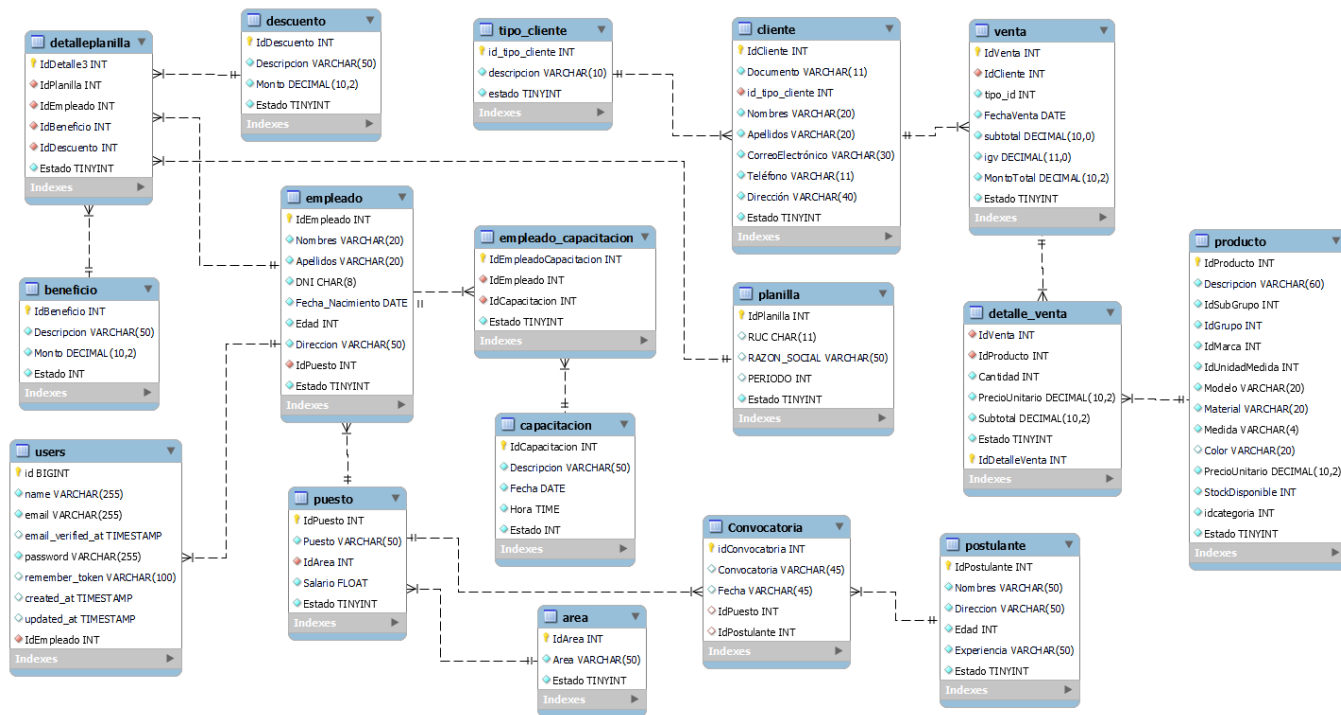 detalleplanilla
IdDetalle3 INT
IdPlanilla INT
IdEmpleado INT
IdBeneficio INT
IdDescuento INT
Estado TINYINT
Indexes
descuento
IdDescuento INT
Descripcion VARCHAR(50)
Monto DECIMAL(10,2)
Estado TINYINT
Indexes
tipo_cliente
id_tipo_cliente INT
descripcion VARCHAR(10)
estado TINYINT
Indexes
cliente
IdCliente INT
Documento VARCHAR(11)
id_tipo_cliente INT
Nombres VARCHAR(20)
Apellidos VARCHAR(20)
CorreoElectrónico VARCHAR(30)
Teléfono VARCHAR(11)
Dirección VARCHAR(40)
Estado TINYINT
Indexes
venta
IdVenta INT
IdCliente INT
tipo_id INT
FechaVenta DATE
subtotal DECIMAL(10,0)
igv DECIMAL(11,0)
MontoTotal DECIMAL(10,2)
Estado TINYINT
Indexes
empleado
IdEmpleado INT
Nombres VARCHAR(20)
Apellidos VARCHAR(20)
DNI CHAR(8)
Fecha_Nacimiento DATE
Edad INT
Direccion VARCHAR(50)
IdPuesto INT
Estado TINYINT
Indexes
empleado_capacitacion
IdEmpleadoCapacitacion INT
IdEmpleado INT
IdCapacitacion INT
Estado TINYINT
Indexes
producto
IdProducto INT
Descripcion VARCHAR(60)
IdSubGrupo INT
IdGrupo INT
IdMarca INT
IdUnidadMedida INT
Modelo VARCHAR(20)
Material VARCHAR(20)
Medida VARCHAR(4)
Color VARCHAR(20)
PrecioUnitario DECIMAL(10,2)
StockDisponible INT
idcategoria INT
Estado TINYINT
Indexes
beneficio
IdBeneficio INT
Descripcion VARCHAR(50)
Monto DECIMAL(10,2)
Estado INT
Indexes
planilla
IdPlanilla INT
RUC CHAR(11)
RAZON_SOCIAL VARCHAR(50)
PERIODO INT
Estado TINYINT
Indexes
detalle_venta
IdVenta INT
IdProducto INT
Cantidad INT
PrecioUnitario DECIMAL(10,2)
Subtotal DECIMAL(10,2)
Estado TINYINT
IdDetalleVenta INT
Indexes
capacitacion
IdCapacitacion INT
Descripcion VARCHAR(50)
Fecha DATE
Hora TIME
Estado INT
Indexes
users
id BIGINT
name VARCHAR(255)
email VARCHAR(255)
email_verified_at TIMESTAMP
password VARCHAR(255)
remember_token VARCHAR(100)
created_at TIMESTAMP
updated_at TIMESTAMP
IdEmpleado INT
Indexes
puesto
IdPuesto INT
Puesto VARCHAR(50)
IdArea INT
Salario FLOAT
Estado TINYINT
Indexes
Convocatoria
idConvocatoria INT
Convocatoria VARCHAR(45)
Fecha VARCHAR(45)
IdPuesto INT
IdPostulante INT
Indexes
postulante
IdPostulante INT
Nombres VARCHAR(50)
Direccion VARCHAR(50)
Edad INT
Experiencia VARCHAR(50)
Estado TINYINT
Indexes
area
IdArea INT
Area VARCHAR(50)
Estado TINYINT
Indexes